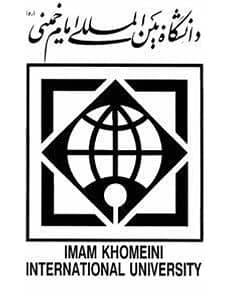 دانشگاه بین المللی امام خمینی (ره)
IMAM KHOMEINI
INTERNATIONAL UNIVERSITY